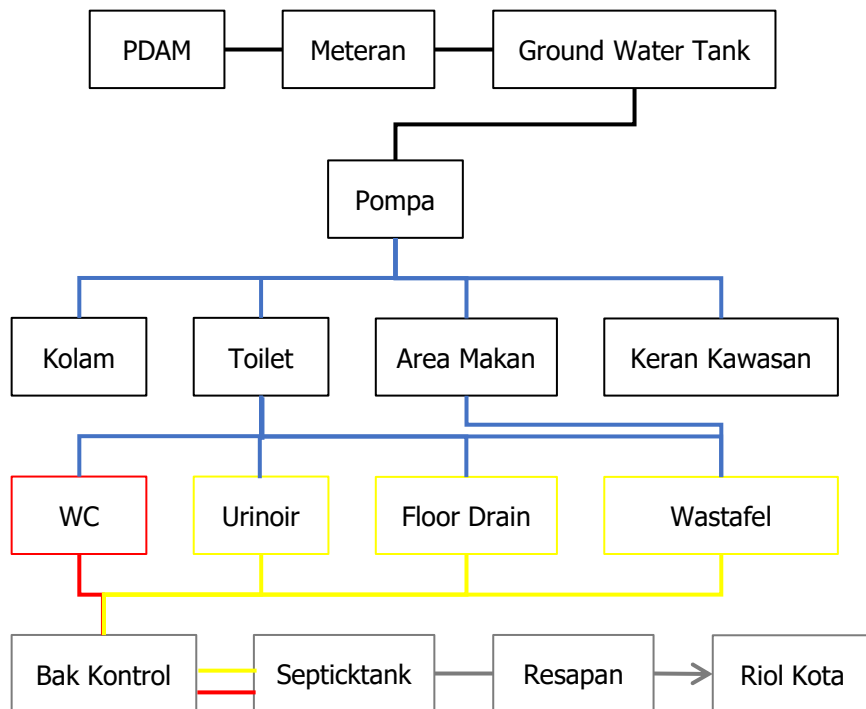 PDAM
Meteran
Ground Water Tank
Pompa
Kolam
Toilet
Area Makan
Keran Kawasan
WC
Urinoir
Floor Drain
Wastafel
Bak Kontrol
Septicktank
Resapan
Riol Kota